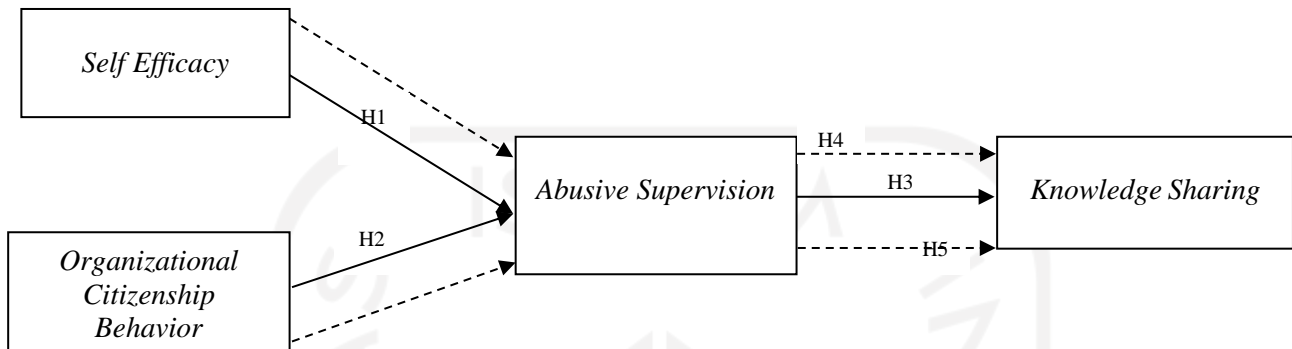 Self Efficacy
H1
H4
Abusive Supervision
H3
Knowledge Sharing
H2
H5
Organizational
Citizenship
Behavior